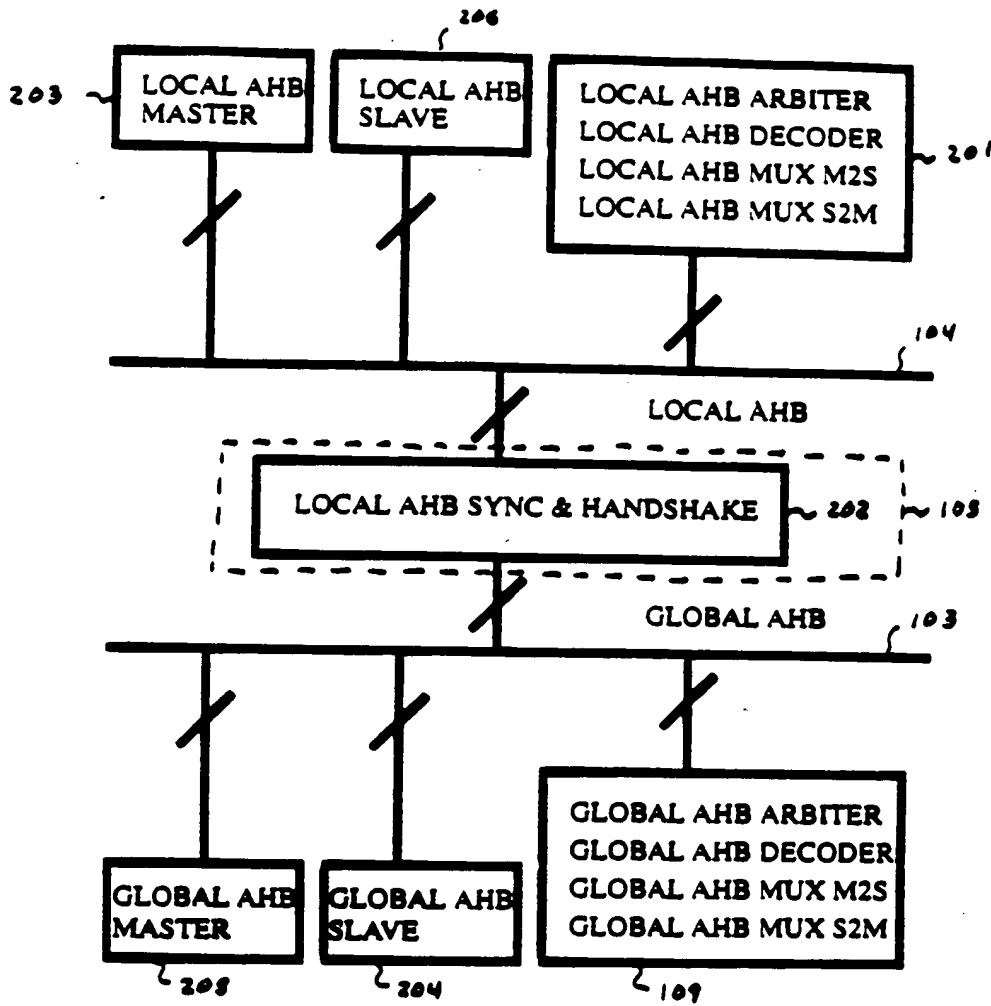 206
203
LOCAL AHB
MASTER
LOCAL AHB
SLAVE
LOCAL AHB ARBITER
LOCAL AHB DECODER
LOCAL AHB MUX M2S
LOCAL AHB MUX S2M
201
104
LOCAL AHB
LOCAL AHB SYNC & HANDSHAKE
202
105
GLOBAL AHB
103
GLOBAL AHB
MASTER
GLOBAL AHB
SLAVE
GLOBAL AHB ARBITER
GLOBAL AHB DECODER
GLOBAL AHB MUX M2S
GLOBAL AHB MUX S2M
205
204
109